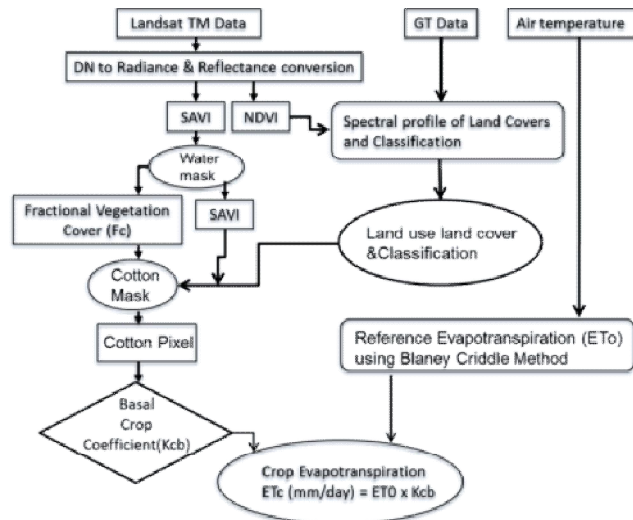 Landsat TM Data
GT Data
Air temperature
DN to Radiance & Reflectance conversion
SAVI
NDVI
Spectral profile of Land Covers
and Classification
Water
mask
Fractional Vegetation
Cover (Fc)
SAVI
Land use land cover
&Classification
Cotton
Mask
Cotton Pixel
Reference Evapotranspiration (ETo)
using Blaney Criddle Method
Basal
Crop
Coefficient(Kcb)
Crop Evapotranspiration
ETc (mm/day) = ET0 x Kcb